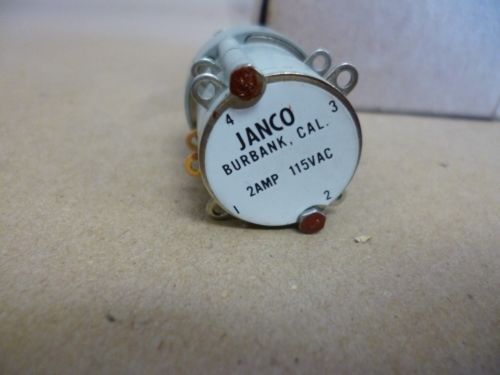 4 3
JANCO
BURBANK, CAL.
2AMP 115VAC
1 2